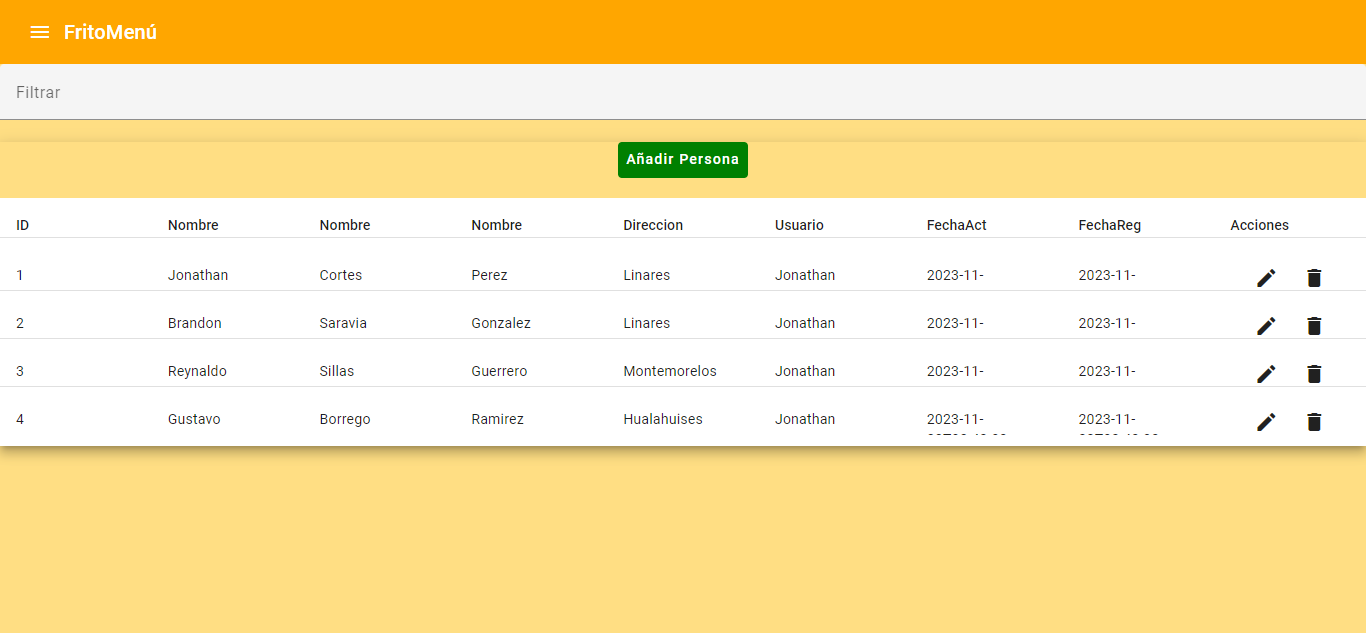 FritoMenú
Filtrar
Añadir Persona
ID Nombre Nombre Nombre Direccion Usuario FechaAct FechaReg Acciones
1 Jonathan Cortes Perez Linares Jonathan 2023-11- 2023-11-
2 Brandon Saravia Gonzalez Linares Jonathan 2023-11- 2023-11-
3 Reynaldo Sillas Guerrero Montemorelos Jonathan 2023-11- 2023-11-
4 Gustavo Borrego Ramirez Hualahuises Jonathan 2023-11- 2023-11-